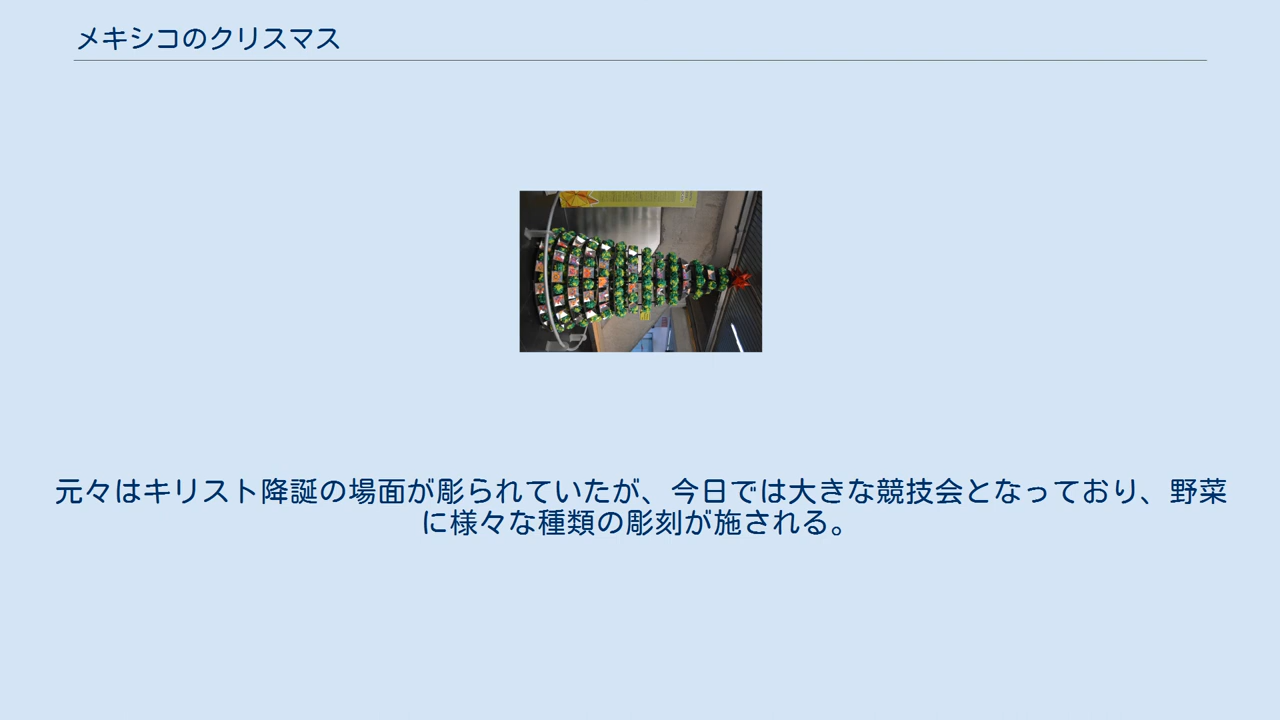 メキシコのクリスマス
元々はキリスト降誕の場面が彫られていたが、今日では大きな競技会となっており、野菜
に様々な種類の彫刻が施される。